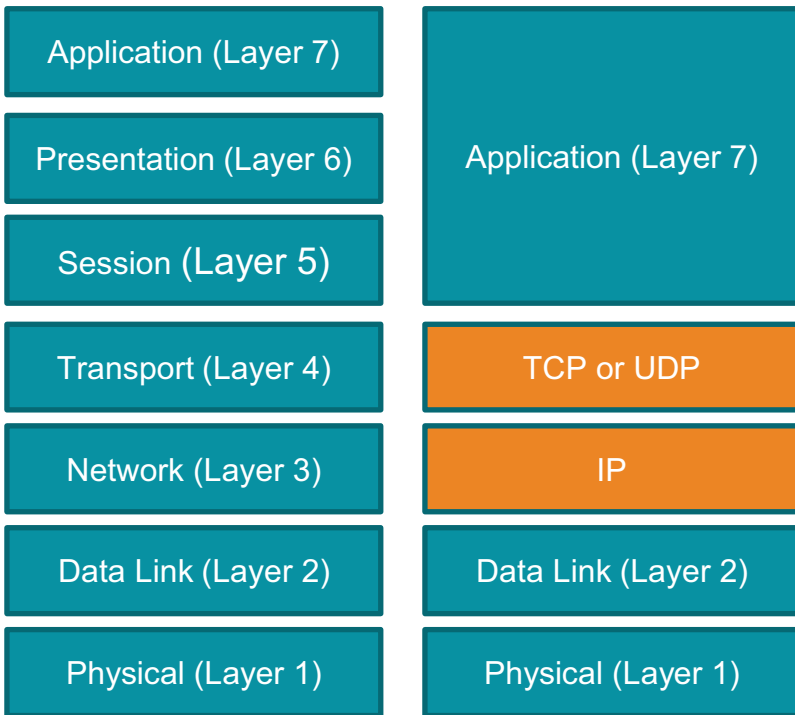 Application (Layer 7)
Presentation (Layer 6)
Session (Layer 5)
Transport (Layer 4)
Network (Layer 3)
Data Link (Layer 2)
Physical (Layer 1)
Application (Layer 7)
TCP or UDP
IP
Data Link (Layer 2)
Physical (Layer 1)